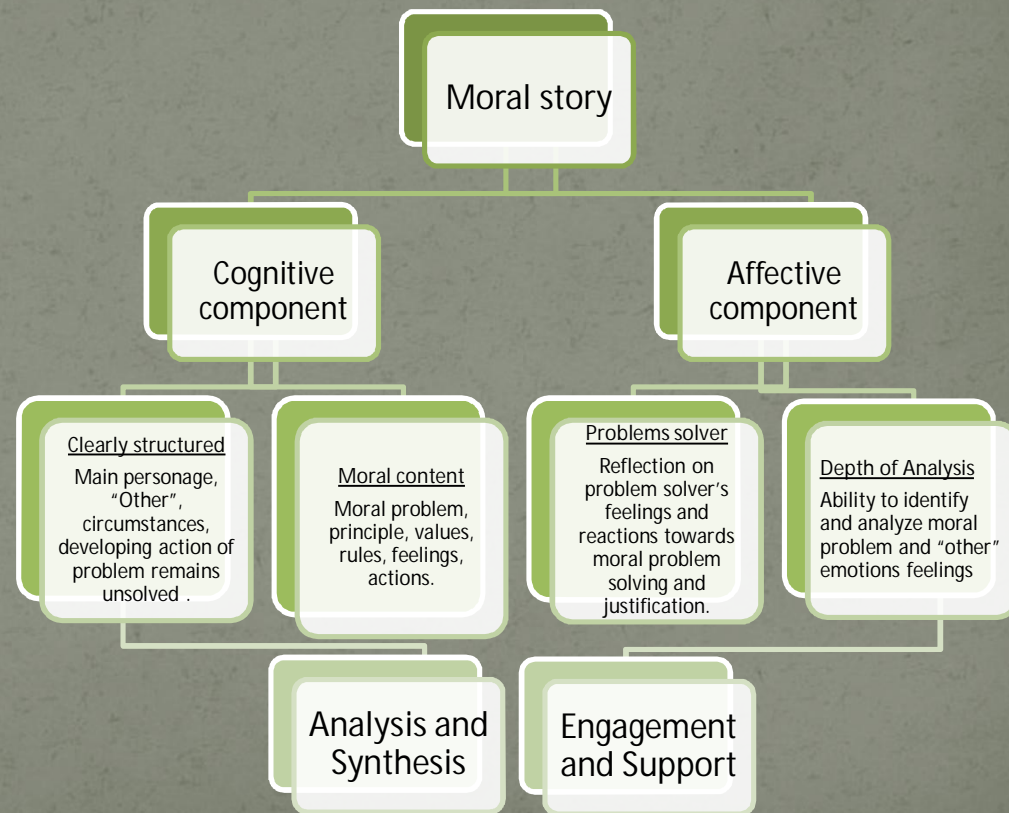 Moral story
Cognitive
component
Affective
component
Clearly structured
Main personage,
“Other”,
circumstances,
developing action of
problem remains
unsolved .
Moral content
Moral problem,
principle, values,
rules, feelings,
actions.
Problems solver
Reflection on
problem solver’s
feelings and
reactions towards
moral problem
solving and
justification.
Depth of Analysis
Ability to identify
and analyze moral
problem and “other”
emotions feelings
Analysis and
Synthesis
Engagement
and Support